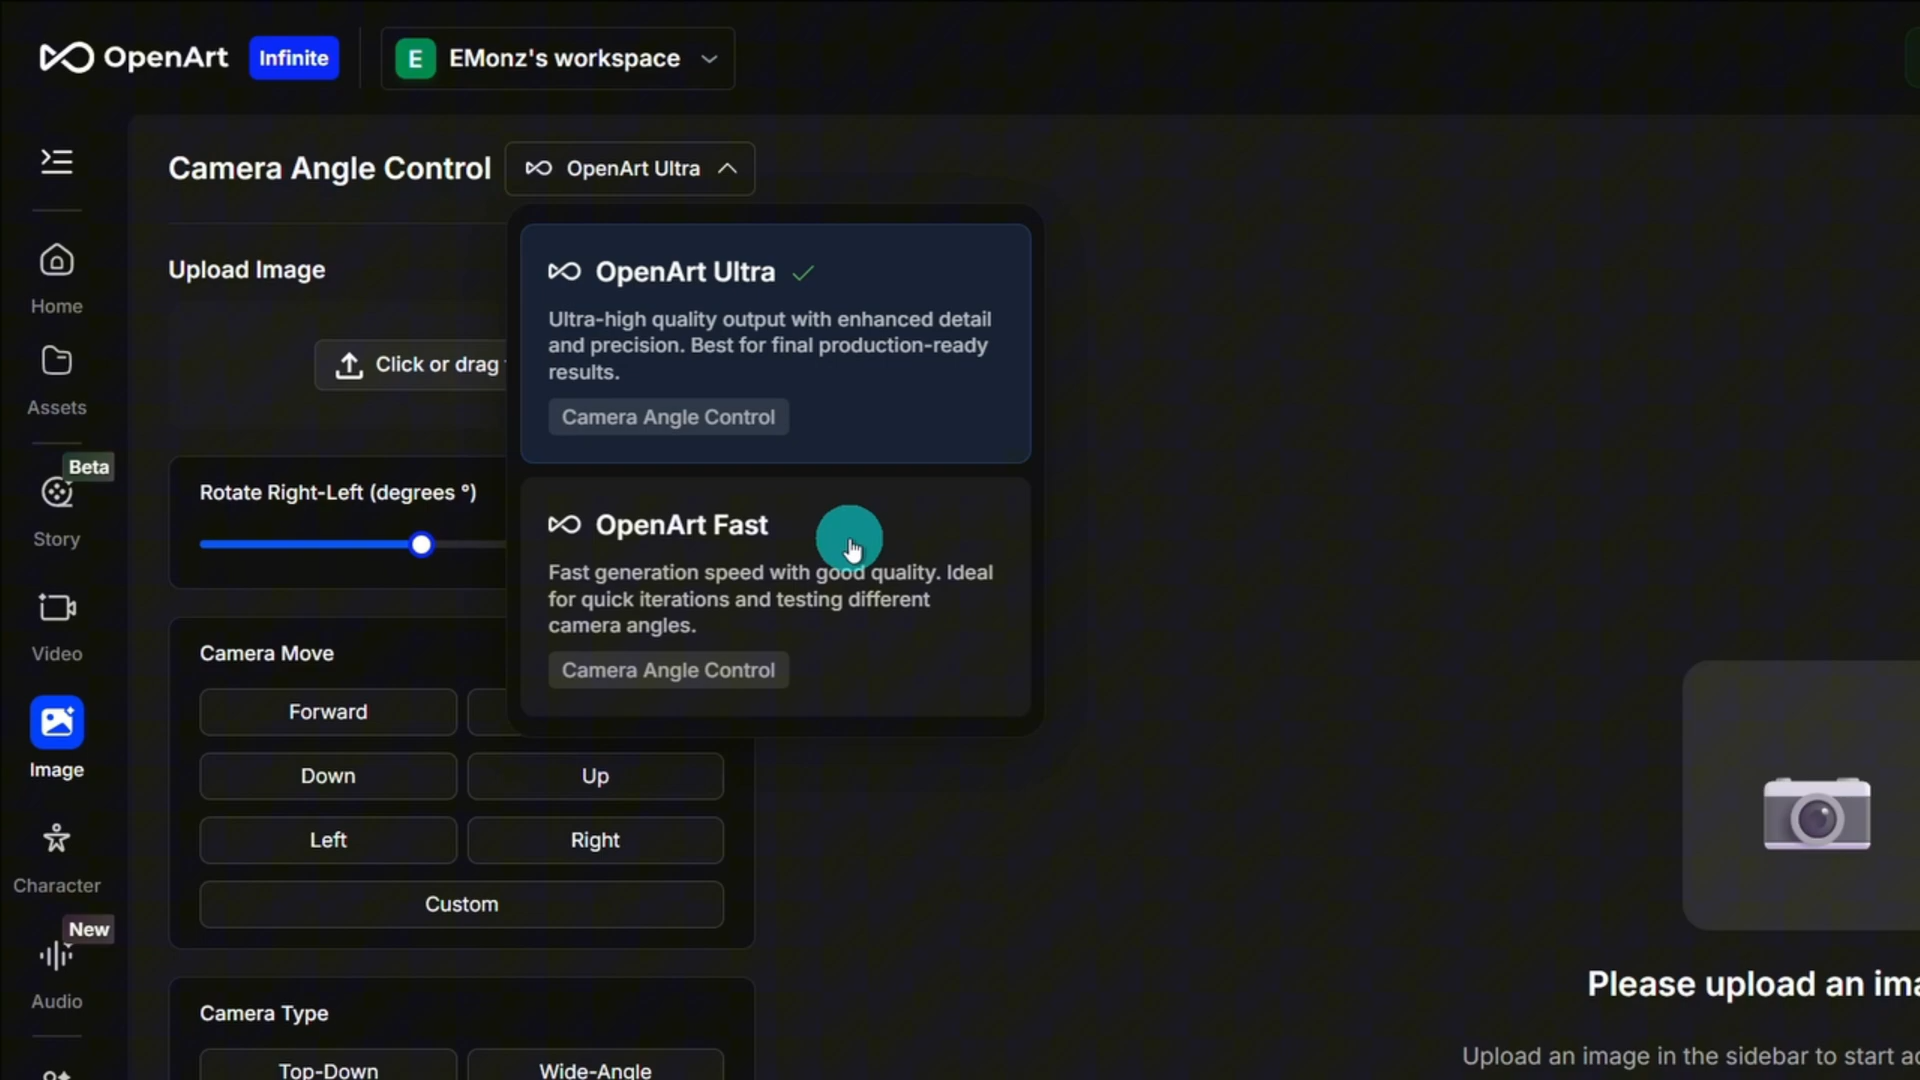 OpenArt
Infinite
E
EMonz's workspace
Camera Angle Control
OpenArt Ultra
Upload Image
Click or drag
OpenArt Ultra
Ultra-high quality output with enhanced detail
and precision. Best for final production-ready
results.
Camera Angle Control
OpenArt Fast
Fast generation speed with good quality. Ideal
for quick iterations and testing different
camera angles.
Camera Angle Control
Home
Assets
Beta
Story
Video
Image
Character
New
Audio
Rotate Right-Left (degrees °)
Camera Move
Forward
Down
Up
Left
Right
Custom
Camera Type
Top-Down
Wide-Angle
Please upload an ima
Upload an image in the sidebar to start a